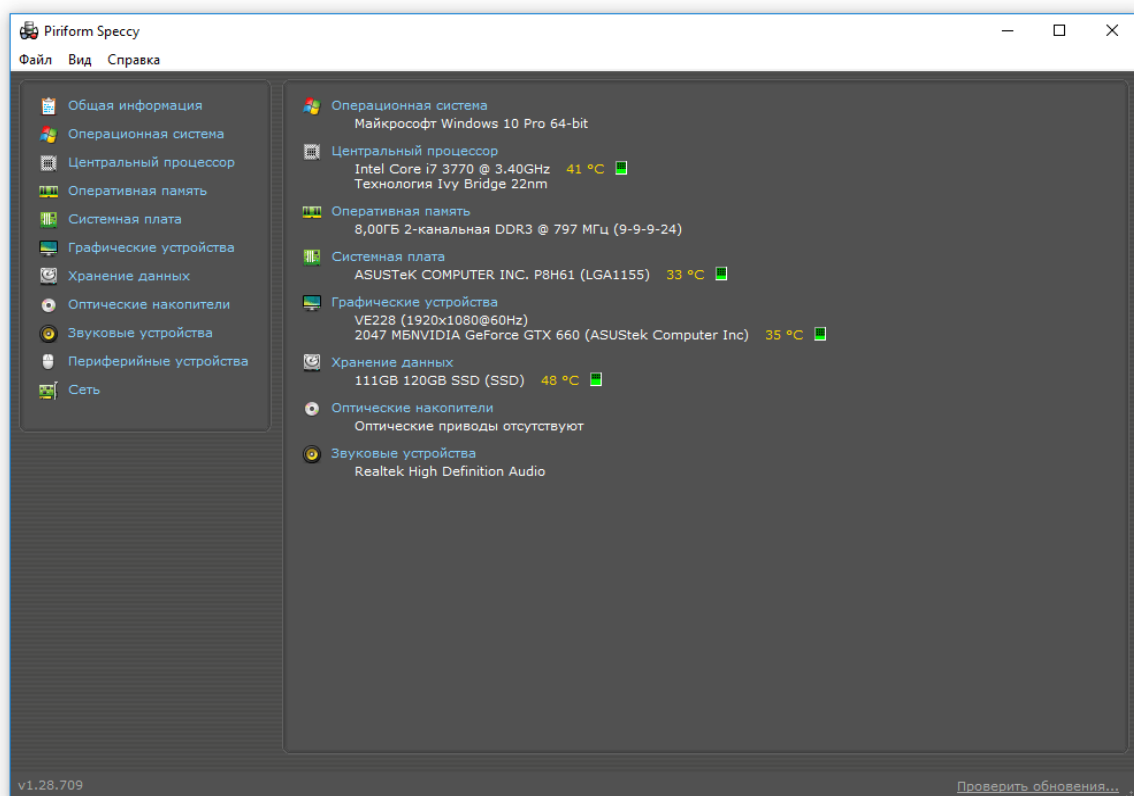 Piriform Speccy
Файл Вид Справка
Общая информация
Операционная система
Центральный процессор
Оперативная память
Системная плата
Графические устройства
Хранение данных
Оптические накопители
Звуковые устройства
Периферийные устройства
Сеть
Операционная система
Майкрософт Windows 10 Pro 64-bit
Центральный процессор
Intel Core i7 3770 @ 3.40GHz 41 °C
Технология Ivy Bridge 22nm
Оперативная память
8,00ГБ 2-канальная DDR3 @ 797 МГц (9-9-9-24)
Системная плата
ASUSTeK COMPUTER INC. P8H61 (LGA1155) 33 °C
Графические устройства
VE228 (1920x1080@60Hz)
2047 МБNVIDIA GeForce GTX 660 (ASUStek Computer Inc) 35 °C
Хранение данных
111GB 120GB SSD (SSD) 48 °C
Оптические накопители
Оптические приводы отсутствуют
Звуковые устройства
Realtek High Definition Audio
v1.28.709
Проверить обновения...